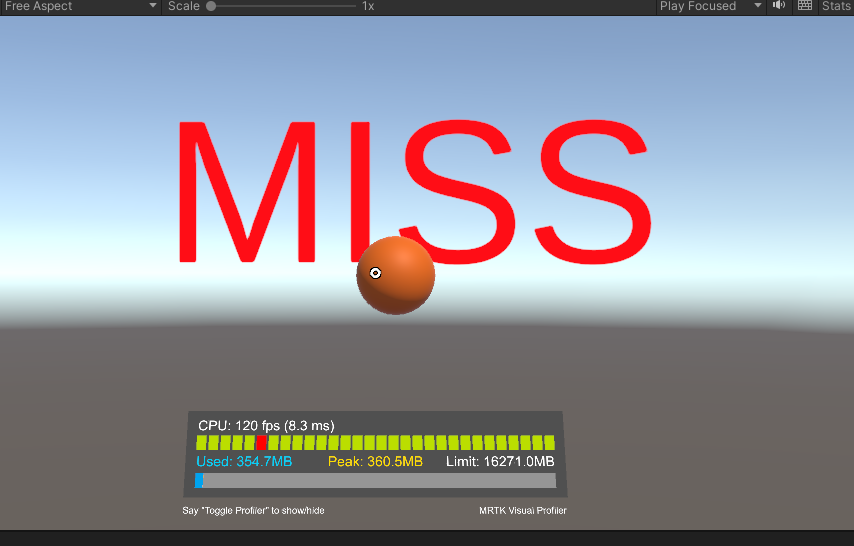 Free Aspect Scale 1x Play Focused Stats
MISS
CPU: 120 fps (8.3 ms)
Used: 354.7MB Peak: 360.5MB Limit: 16271.0MB
Say "Toggle Profiler" to show/hide MRTK Visual Profiler